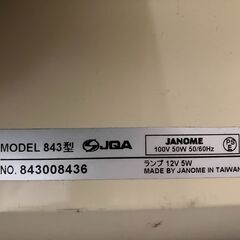 MODEL 843型 JQA
JANOME
100V 50W 50/60Hz
NO. 843008436
ランプ 12V 5W
MADE BY JANOME IN TAIWAN